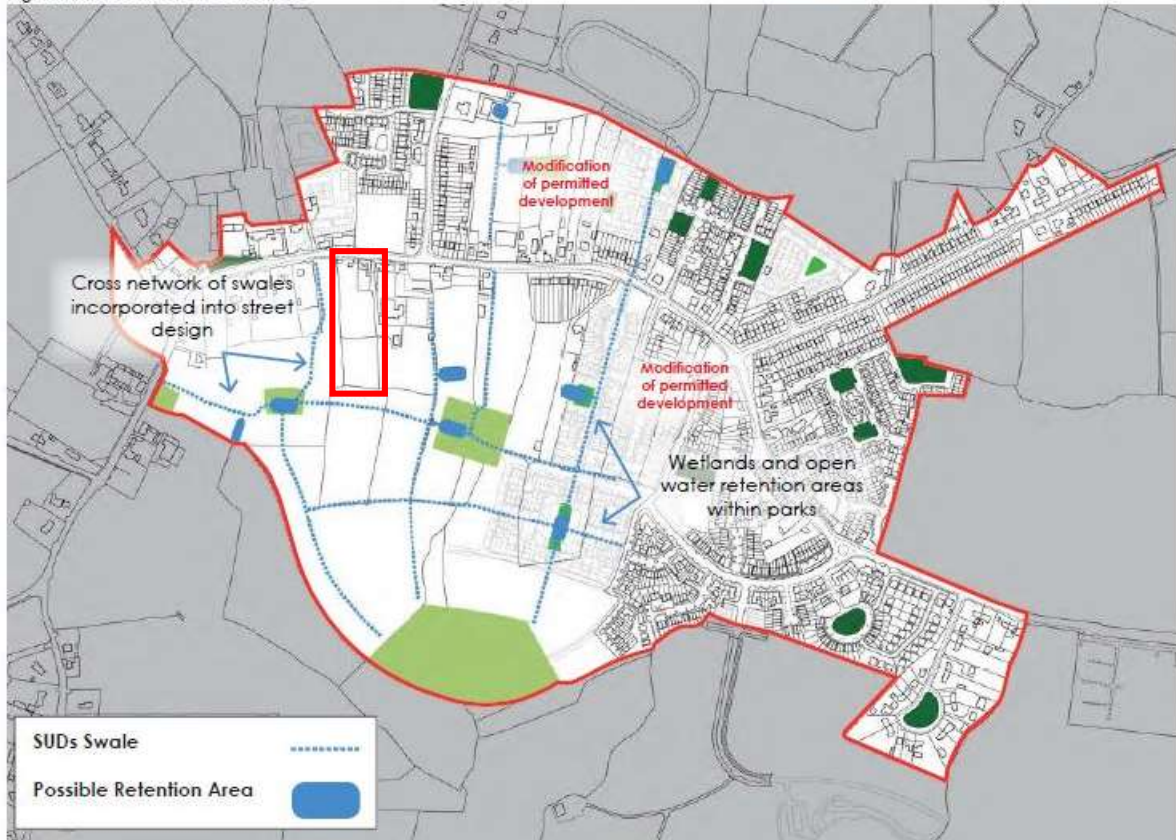 Modification
of permitted
development
Cross network of swales
incorporated into street
design
Modification
of permitted
development
Wetlands and open
water retention areas
within parks
SUDs Swale
Possible Retention Area